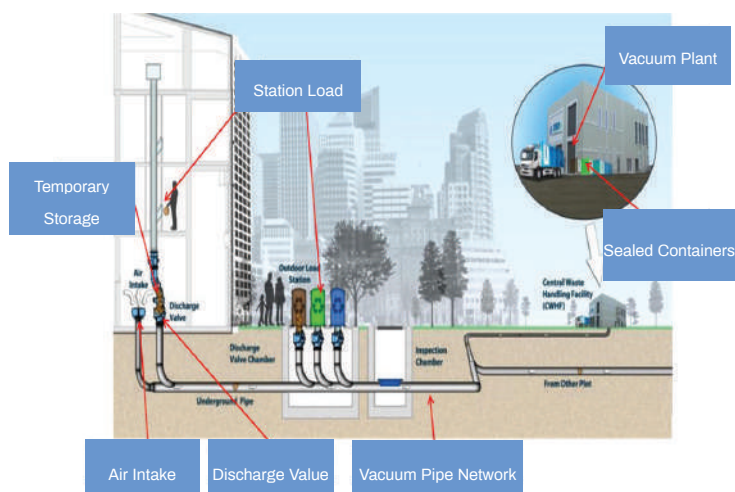 Vacuum Plant
Station Load
Temporary
Storage
Sealed Containers
Air
Intake
Discharge
Valve
Outdoor Load
Station
Central Waste
Handling Facility
(CWHF)
Discharge
Valve Chamber
Inspection
Chamber
Underground Pipe
From Other Plot
Air Intake
Discharge Value
Vacuum Pipe Network